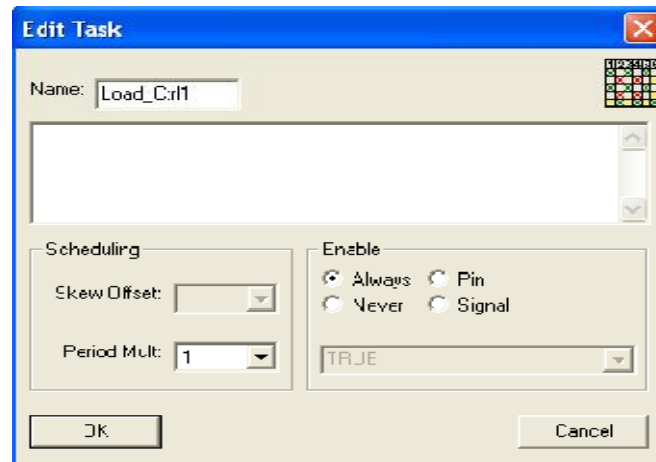 Edit Task
Name: Load_Ctrl1
Scheduling
Skew Offset:
Period Mult: 1
Enable
Always Pin
Never Signal
TRUE
OK
Cancel